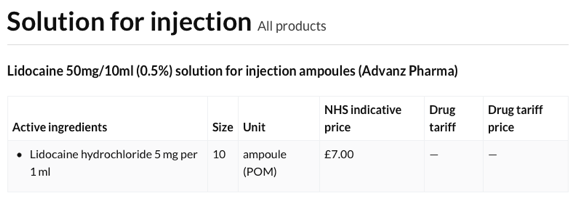 Solution for injection All products
Lidocaine 50mg/10ml (0.5%) solution for injection ampoules (Advanz Pharma)
Active ingredients Size Unit NHS indicative price Drug tariff Drug tariff price
• Lidocaine hydrochloride 5 mg per 1 ml 10 ampoule (POM) £7.00 — —